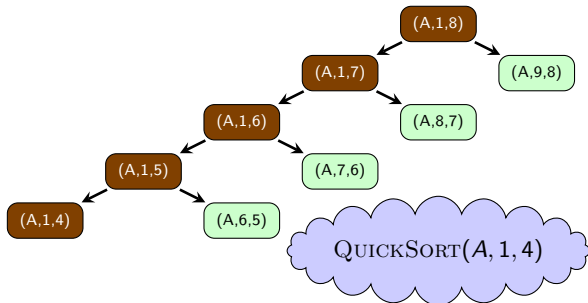 (A,1,8)
(A,1,7)
(A,9,8)
(A,1,6)
(A,8,7)
(A,1,5)
(A,7,6)
(A,1,4)
(A,6,5)
QUICKSORT(A, 1, 4)